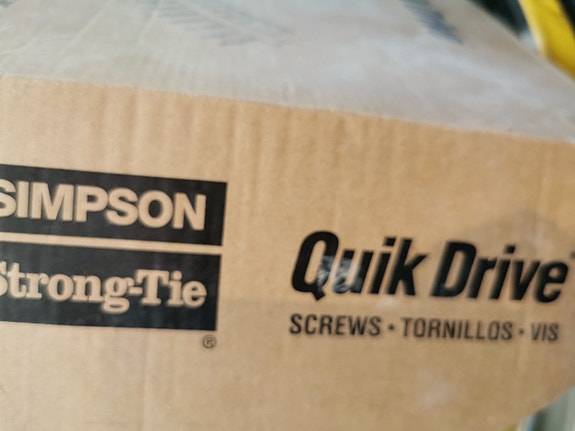 SIMPSON
Strong-Tie
®
Quik Drive
SCREWS • TORNILLOS • VIS